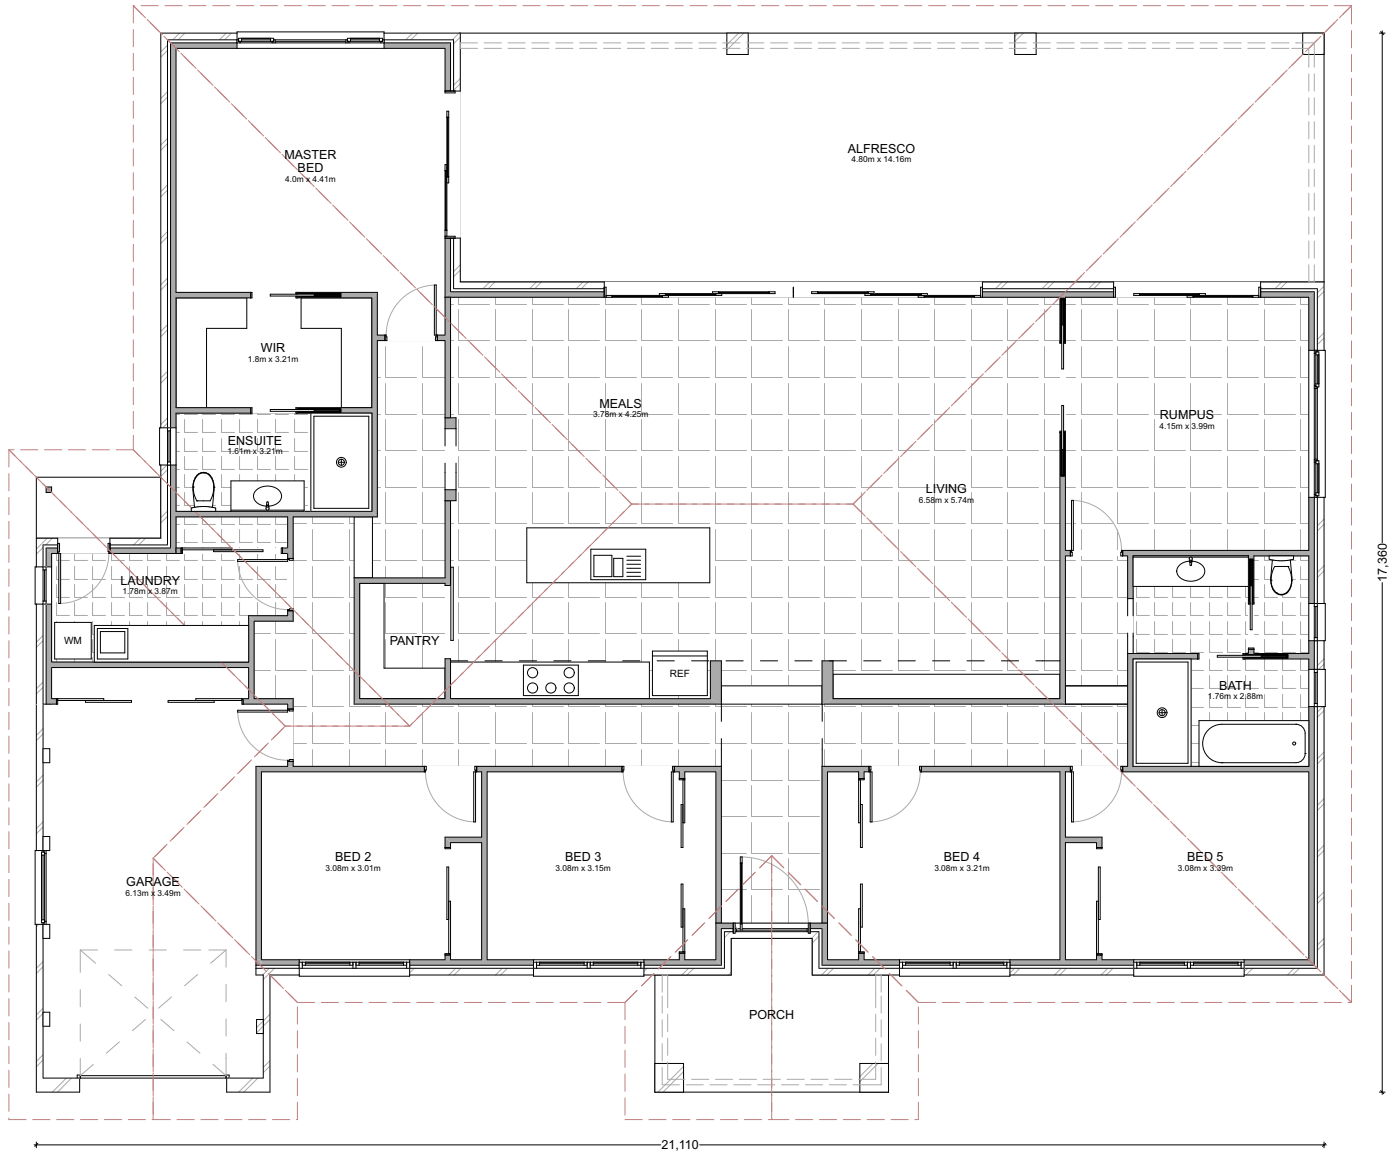 MASTER
BED
4.0m x 4.41m
ALFRESCO
4.80m x 14.16m
WIR
1.8m x 3.21m
MEALS
3.78m x 4.25m
RUMPUS
4.15m x 3.99m
ENSUITE
1.61m x 3.21m
LIVING
6.58m x 5.74m
17,360
LAUNDRY
1.78m x 3.87m
WM
PANTRY
REF
BATH
1.76m x 2.88m
BED 2
3.08m x 3.01m
BED 3
3.08m x 3.15m
BED 4
3.08m x 3.21m
BED 5
3.08m x 3.39m
GARAGE
6.13m x 3.49m
PORCH
21,110